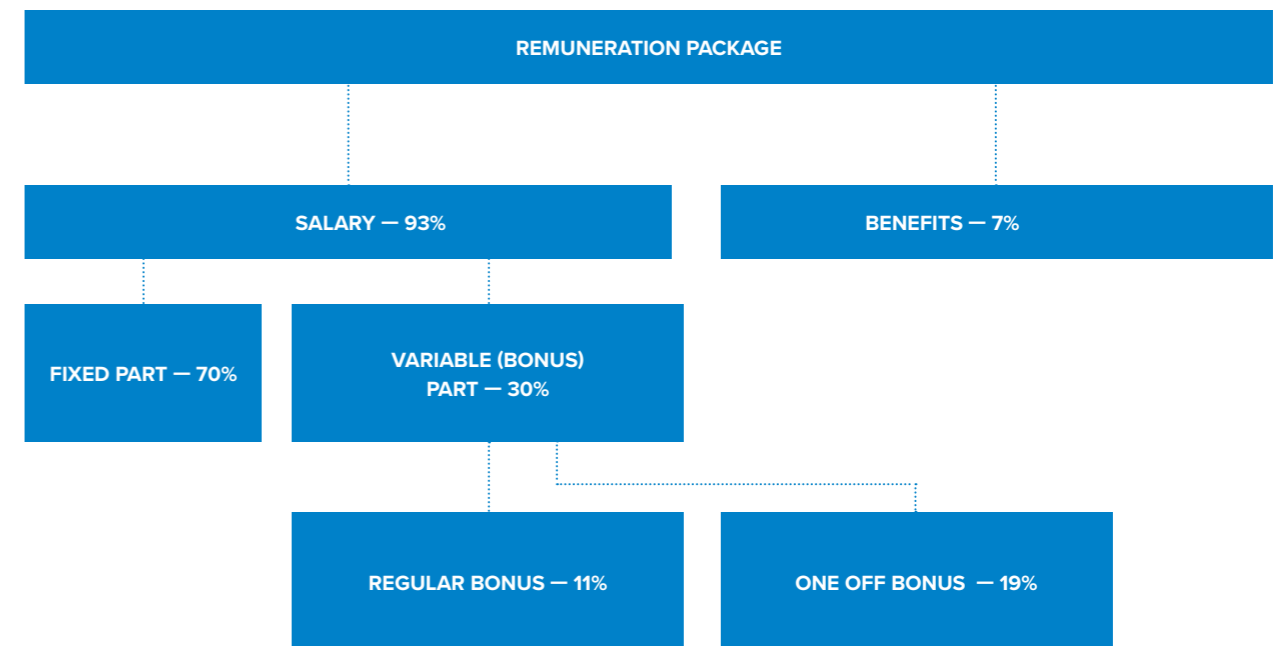 REMUNERATION PACKAGE
SALARY — 93%
BENEFITS — 7%
FIXED PART — 70%
VARIABLE (BONUS)
PART — 30%
REGULAR BONUS — 11%
ONE OFF BONUS — 19%